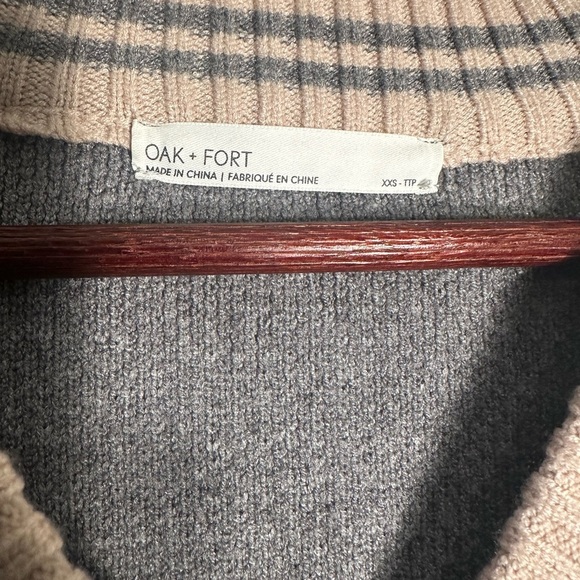 OAK + FORT
MADE IN CHINA | FABRIQUÉ EN CHINE
XXS - TTP